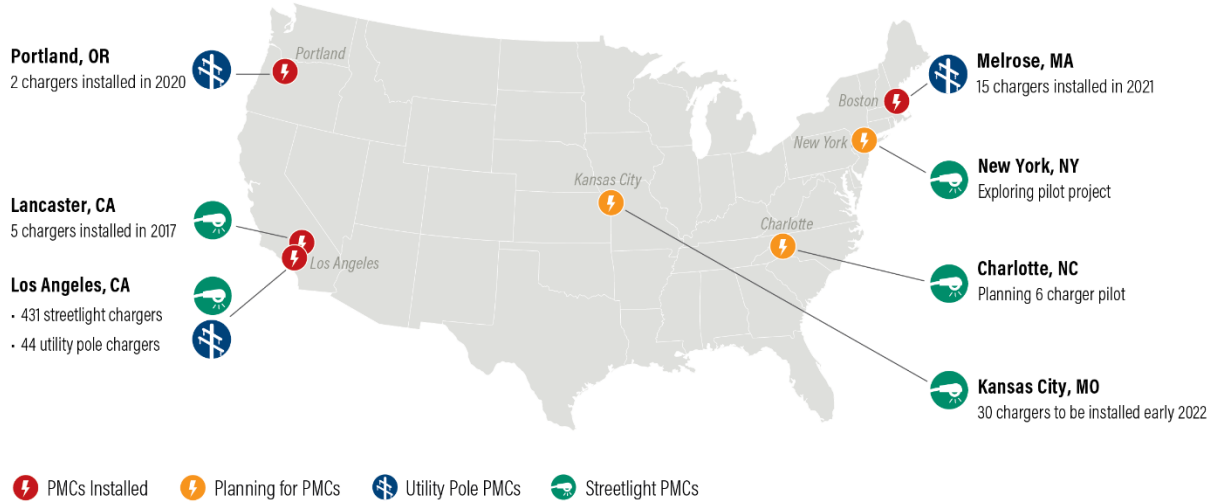 Portland, OR
2 chargers installed in 2020
Portland
Lancaster, CA
5 chargers installed in 2017
Los Angeles, CA
• 431 streetlight chargers
• 44 utility pole chargers
Los Angeles
Kansas City
Charlotte
New York
Boston
Melrose, MA
15 chargers installed in 2021
New York, NY
Exploring pilot project
Charlotte, NC
Planning 6 charger pilot
Kansas City, MO
30 chargers to be installed early 2022
PMCs Installed
Planning for PMCs
Utility Pole PMCs
Streetlight PMCs